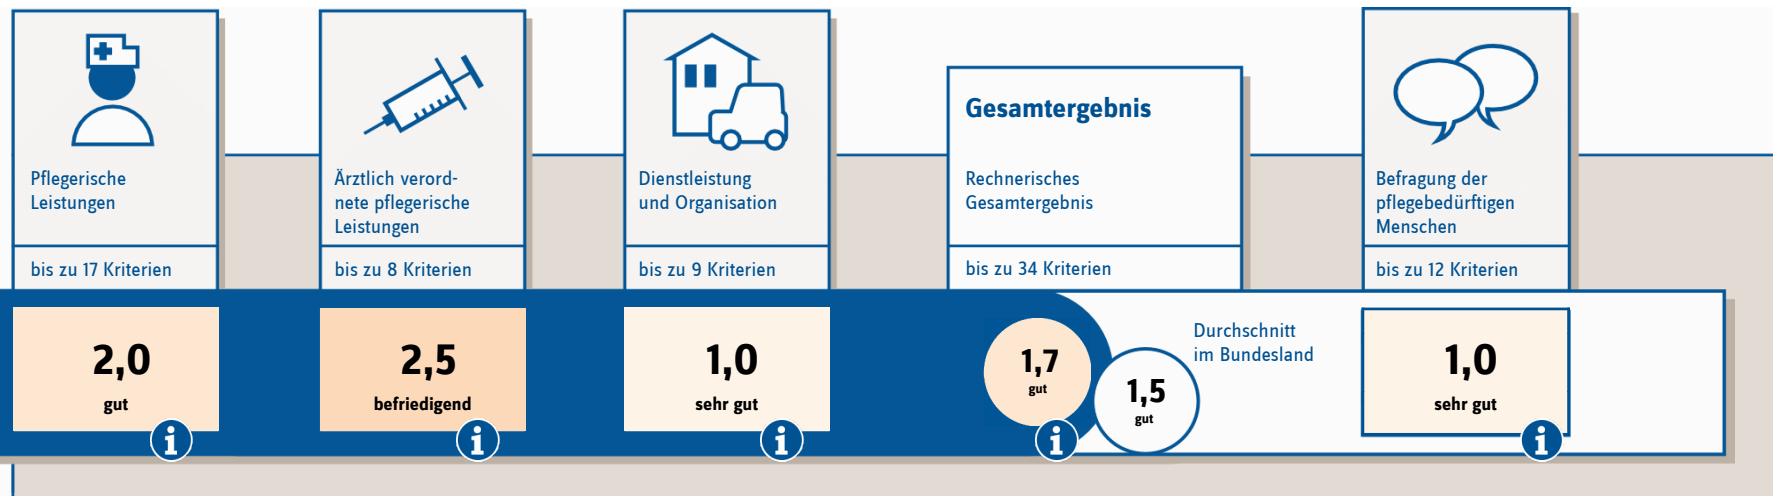 Pflegerische
Leistungen
bis zu 17 Kriterien
2,0
gut
Ärztlich verord-
nete pflegerische
Leistungen
bis zu 8 Kriterien
2,5
befriedigend
Dienstleistung
und Organisation
bis zu 9 Kriterien
1,0
sehr gut
Gesamtergebnis
Rechnerisches
Gesamtergebnis
bis zu 34 Kriterien
1,7
gut
1,5
gut
Durchschnitt
im Bundesland
Befragung der
pflegebedürftigen
Menschen
bis zu 12 Kriterien
1,0
sehr gut